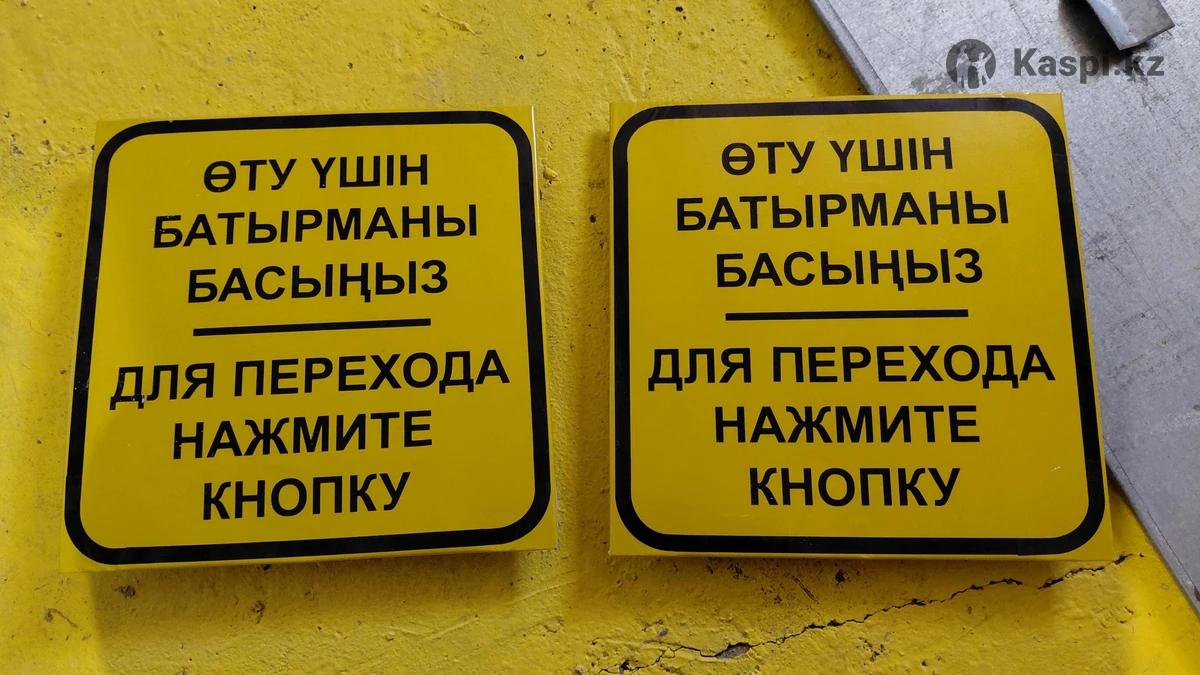 Kaspi.kz
ӨТУ ҮШІН
БАТЫРМАНЫ
БАСЫҢЫЗ
ДЛЯ ПЕРЕХОДА
НАЖМИТЕ
КНОПКУ
ӨТУ ҮШІН
БАТЫРМАНЫ
БАСЫҢЫЗ
ДЛЯ ПЕРЕХОДА
НАЖМИТЕ
КНОПКУ